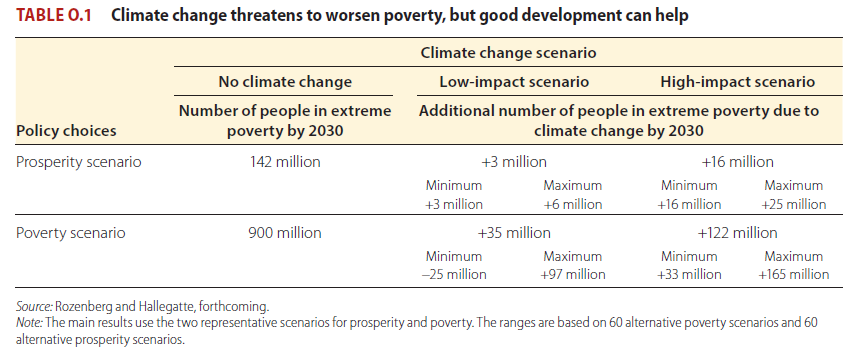 TABLE O.1 Climate change threatens to worsen poverty, but good development can help
Climate change scenario
No climate change Low-impact scenario High-impact scenario
Policy choices
Number of people in extreme
poverty by 2030
Additional number of people in extreme poverty due to
climate change by 2030
Prosperity scenario 142 million +3 million +16 million
Minimum Maximum Minimum Maximum
+3 million +6 million +16 million +25 million
Poverty scenario 900 million +35 million +122 million
Minimum Maximum Minimum Maximum
–25 million +97 million +33 million +165 million
Source: Rozenberg and Hallegatte, forthcoming.
Note: The main results use the two representative scenarios for prosperity and poverty. The ranges are based on 60 alternative poverty scenarios and 60
alternative prosperity scenarios.